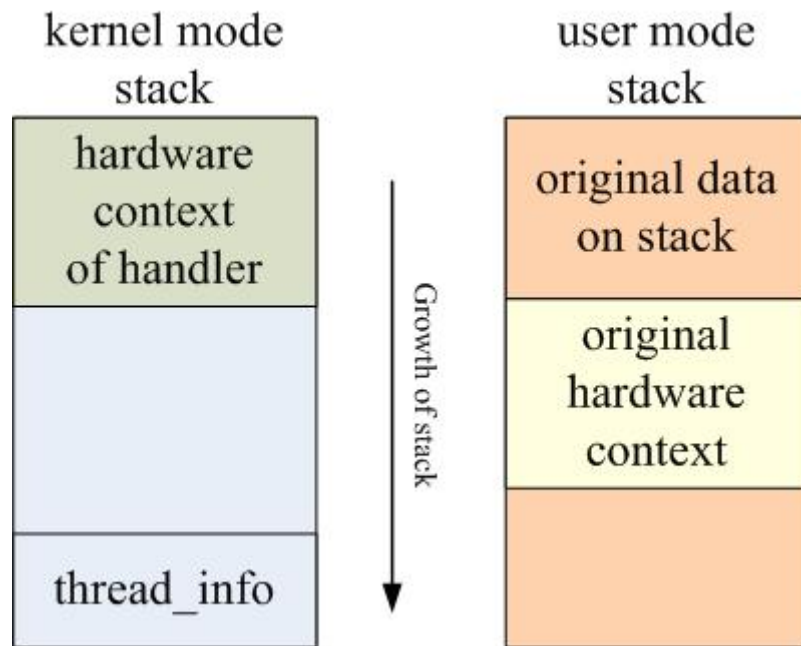 kernel mode
stack
hardware
context
of handler
thread_info
Growth of stack
user mode
stack
original data
on stack
original
hardware
context